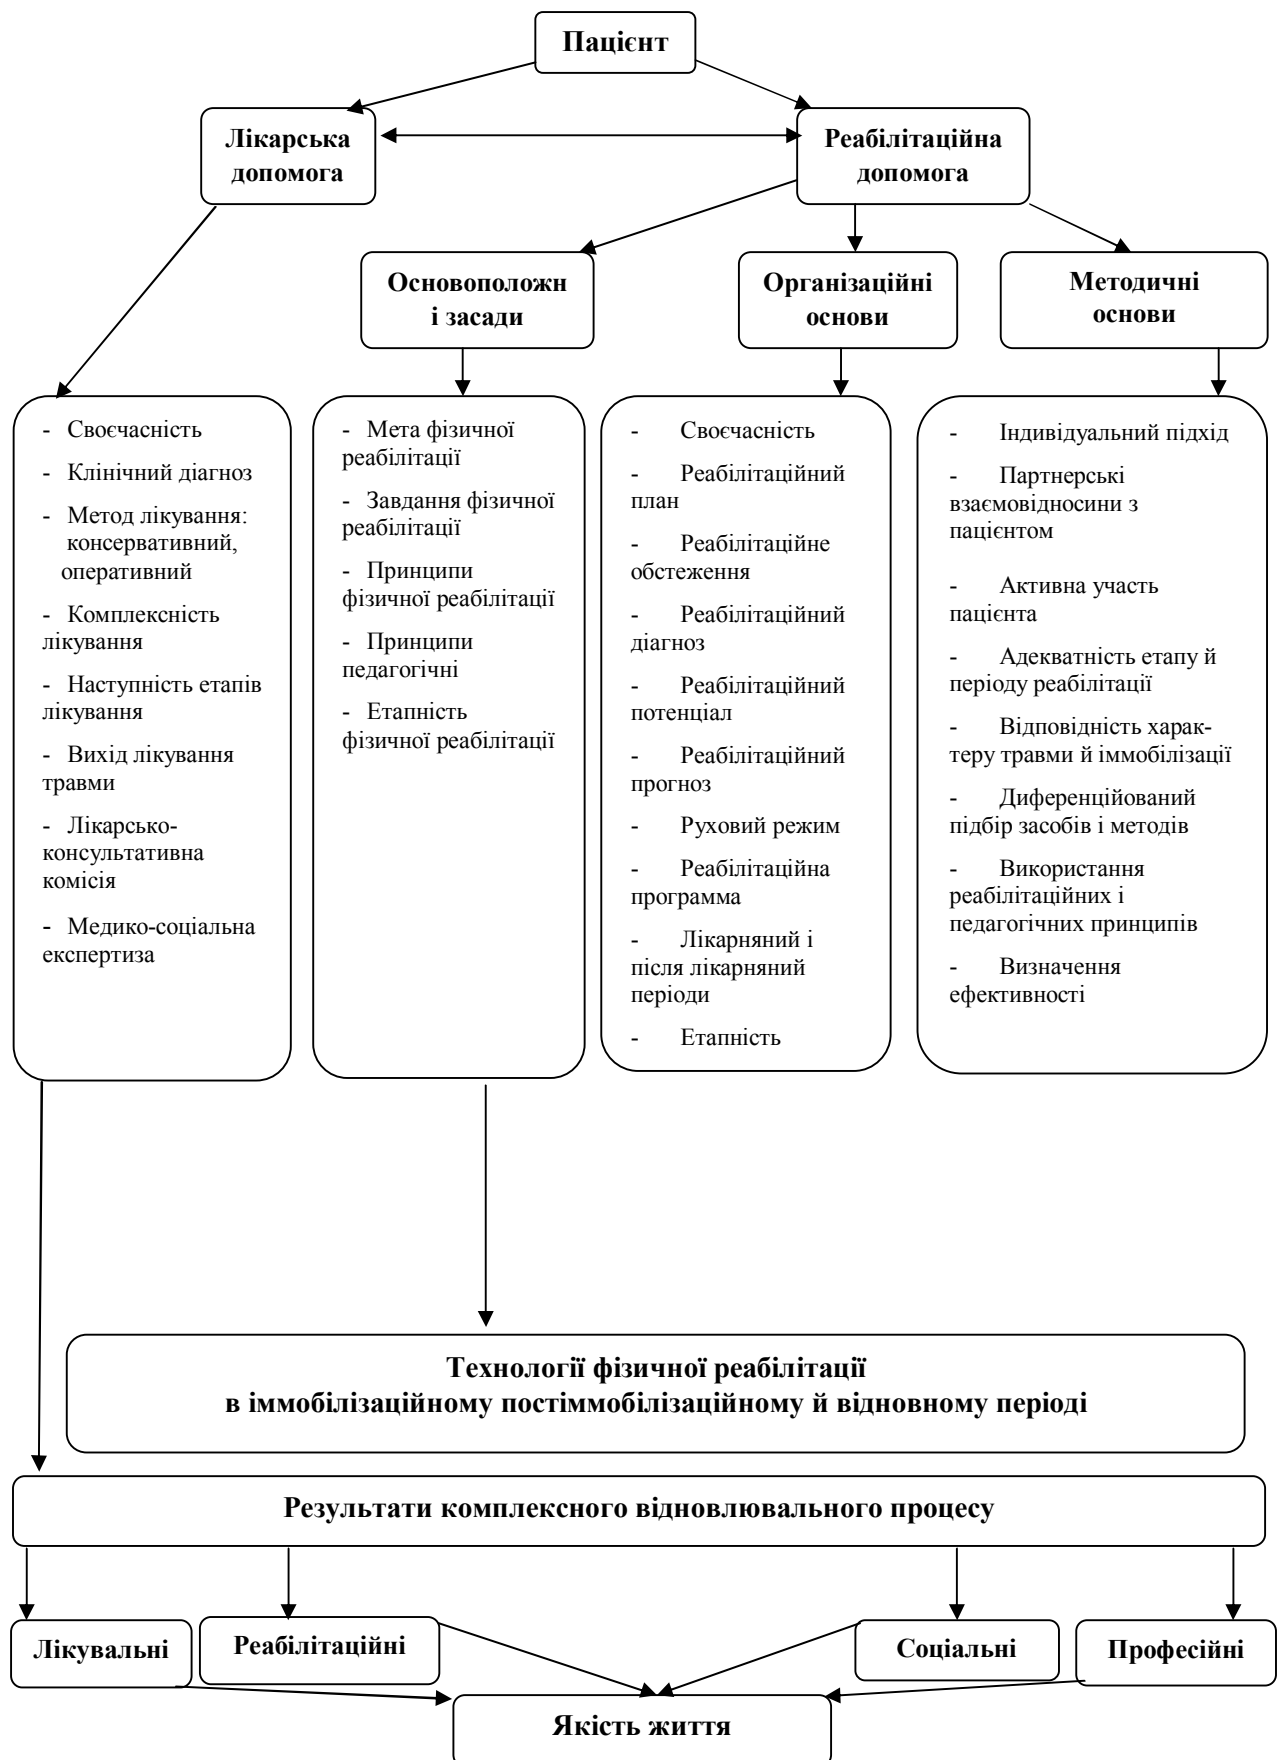 Пацієнт
Лікарська
допомога
Реабілітаційна
допомога
Основоположн
і засади
Організаційні
основи
Методичні
основи
- Своєчасність
- Клінічний діагноз
- Метод лікування:
консервативний,
оперативний
- Комплексність
лікування
- Наступність етапів
лікування
- Вихід лікування
травми
- Лікарсько-
консультативна
комісія
- Медико-соціальна
експертиза
- Мета фізичної
реабілітації
- Завдання фізичної
реабілітації
- Принципи
фізичної реабілітації
- Принципи
педагогічні
- Етапність
фізичної реабілітації
- Своєчасність
- Реабілітаційний
план
- Реабілітаційне
обстеження
- Реабілітаційний
діагноз
- Реабілітаційний
потенціал
- Реабілітаційний
прогноз
- Руховий режим
- Реабілітаційна
программа
- Лікарняний і
після лікарняний
періоди
- Етапність
- Індивідуальний підхід
- Партнерські
взаємовідносини з
пацієнтом
- Активна участь
пацієнта
- Адекватність етапу й
періоду реабілітації
- Відповідність харак-
теру травми й іммобілізації
- Диференційований
підбір засобів і методів
- Використання
реабілітаційних і
педагогічних принципів
- Визначення
ефективності
Технології фізичної реабілітації
в іммобілізаційному постіммобілізаційному й відновному періоді
Результати комплексного відновлювального процесу
Лікувальні
Реабілітаційні
Соціальні
Професійні
Якість життя